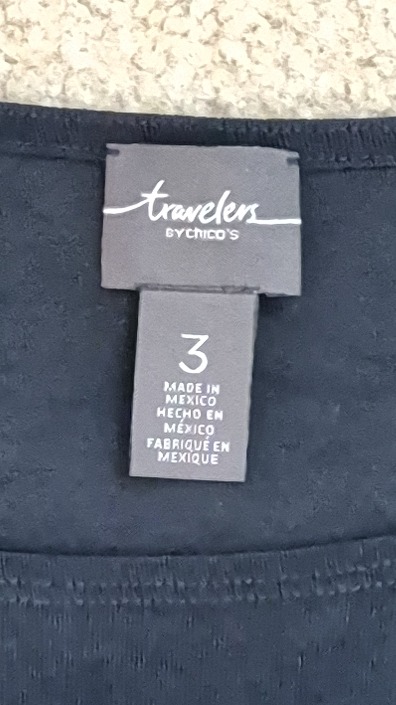 travelers
BY CHICO'S
3
MADE IN
MEXICO
HECHO EN
MÉXICO
FABRIQUÉ EN
MEXIQUE